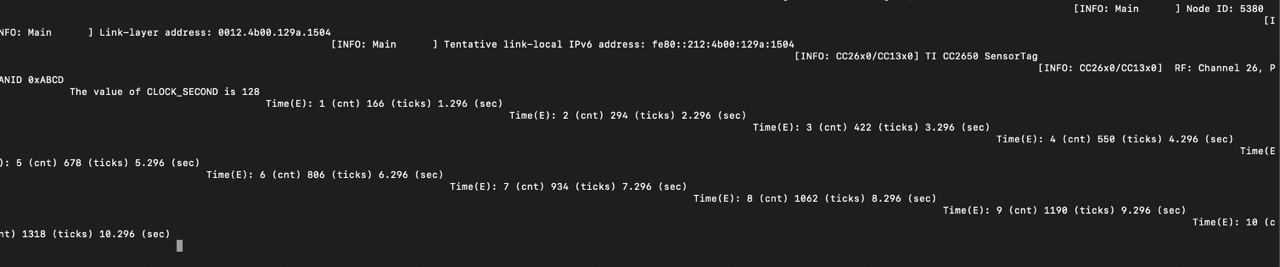 [INFO: Main      ] Node ID: 5380
[I
NFO: Main      ] Link-layer address: 0012.4b00.129a.1504
[INFO: Main      ] Tentative link-local IPv6 address: fe80::212:4b00:129a:1504
[INFO: CC26x0/CC13x0] TI CC2650 SensorTag
[INFO: CC26x0/CC13x0]  RF: Channel 26, P
ANID 0xABCD
The value of CLOCK_SECOND is 128
Time(E): 1 (cnt) 166 (ticks) 1.296 (sec)
Time(E): 2 (cnt) 294 (ticks) 2.296 (sec)
Time(E): 3 (cnt) 422 (ticks) 3.296 (sec)
Time(E): 4 (cnt) 550 (ticks) 4.296 (sec)
Time(E
): 5 (cnt) 678 (ticks) 5.296 (sec)
Time(E): 6 (cnt) 806 (ticks) 6.296 (sec)
Time(E): 7 (cnt) 934 (ticks) 7.296 (sec)
Time(E): 8 (cnt) 1062 (ticks) 8.296 (sec)
Time(E): 9 (cnt) 1190 (ticks) 9.296 (sec)
Time(E): 10 (c
nt) 1318 (ticks) 10.296 (sec)